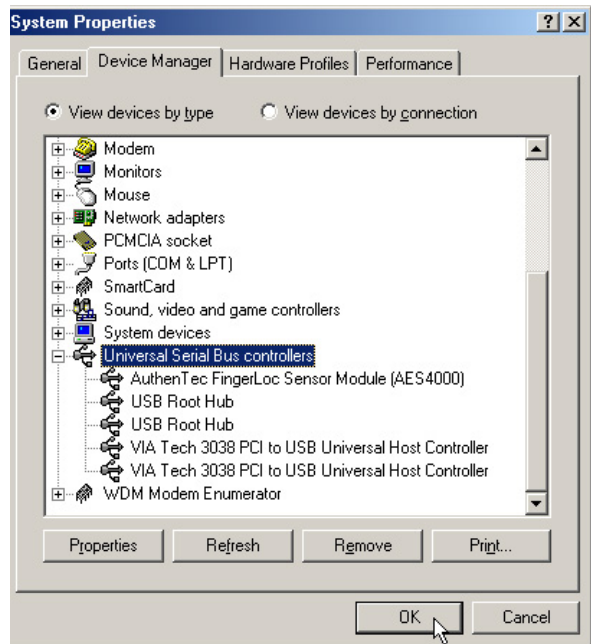 System Properties
General Device Manager Hardware Profiles Performance
View devices by type View devices by connection
Modem
Monitors
Mouse
Network adapters
PCMCIA socket
Ports (COM & LPT)
SmartCard
Sound, video and game controllers
System devices
Universal Serial Bus controllers
AuthenTec FingerLoc Sensor Module (AES4000)
USB Root Hub
USB Root Hub
VIA Tech 3038 PCI to USB Universal Host Controller
VIA Tech 3038 PCI to USB Universal Host Controller
WDM Modem Enumerator
Properties Refresh Remove Print...
OK Cancel